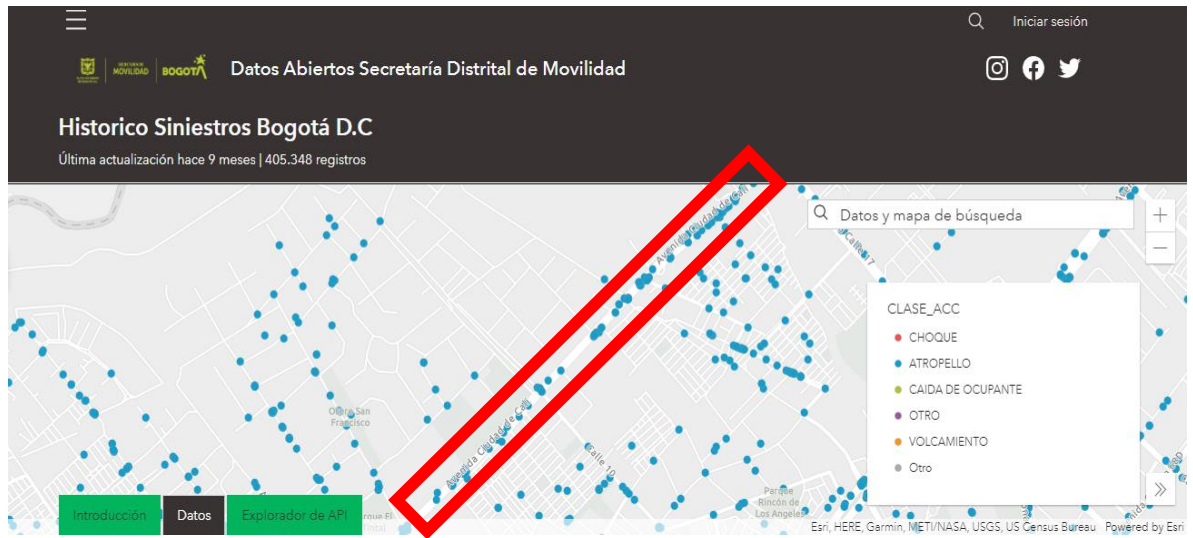 Iniciar sesión
MOVILIDAD
BOGOTÁ
Datos Abiertos Secretaría Distrital de Movilidad
Historico Siniestros Bogotá D.C
Última actualización hace 9 meses | 405.348 registros
Datos y mapa de búsqueda
+
−
Avenida Ciudad de Cali
Calle 17
CLASE_ACC
CHOQUE
ATROPELLO
CAIDA DE OCUPANTE
OTRO
VOLCAMIENTO
Otro
San
Francisco
Avenida Ciudad de Cali
Calle 10
Parque
Rincón de
Los Angeles
Introducción
Datos
Explorador de API
Esri, HERE, Garmin, METI/NASA, USGS, US Census Bureau
Powered by Esri